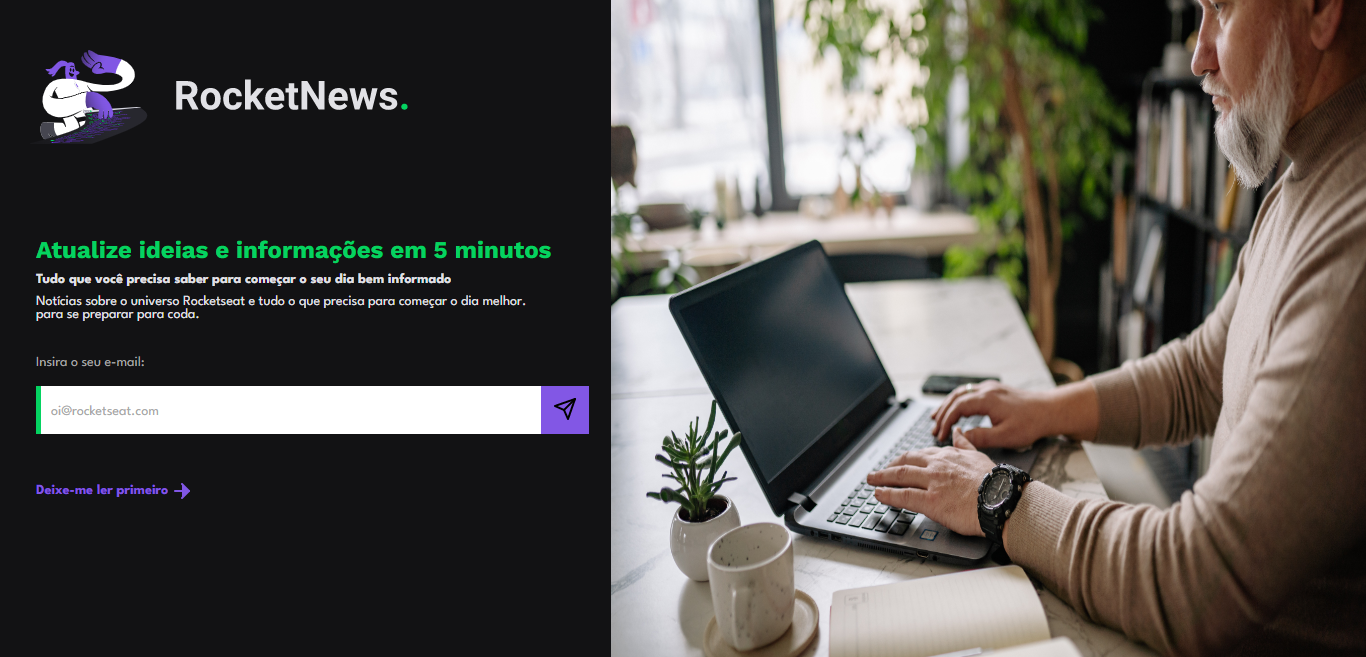 RocketNews.
Atualize ideias e informações em 5 minutos
Tudo que você precisa saber para começar o seu dia bem informado
Notícias sobre o universo Rocketseat e tudo o que precisa para começar o dia melhor.
para se preparar para coda.
Insira o seu e-mail:
oi@rocketseat.com
Deixe-me ler primeiro